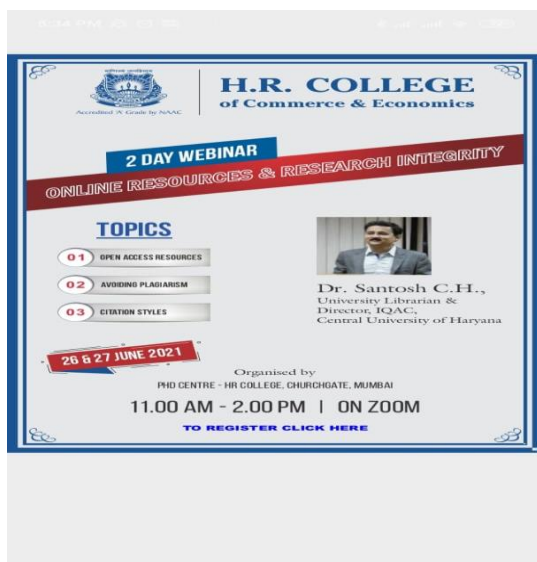 H.R. COLLEGE
of Commerce & Economics
Accredited 'A' Grade by NAAC
2 DAY WEBINAR
ONLINE RESOURCES & RESEARCH INTEGRITY
TOPICS
01 OPEN ACCESS RESOURCES
02 AVOIDING PLAGIARISM
03 CITATION STYLES
Dr. Santosh C.H.,
University Librarian &
Director, IQAC,
Central University of Haryana
26 & 27 JUNE 2021
Organised by
PHD CENTRE - HR COLLEGE, CHURCHGATE, MUMBAI
11.00 AM - 2.00 PM | ON ZOOM
TO REGISTER CLICK HERE